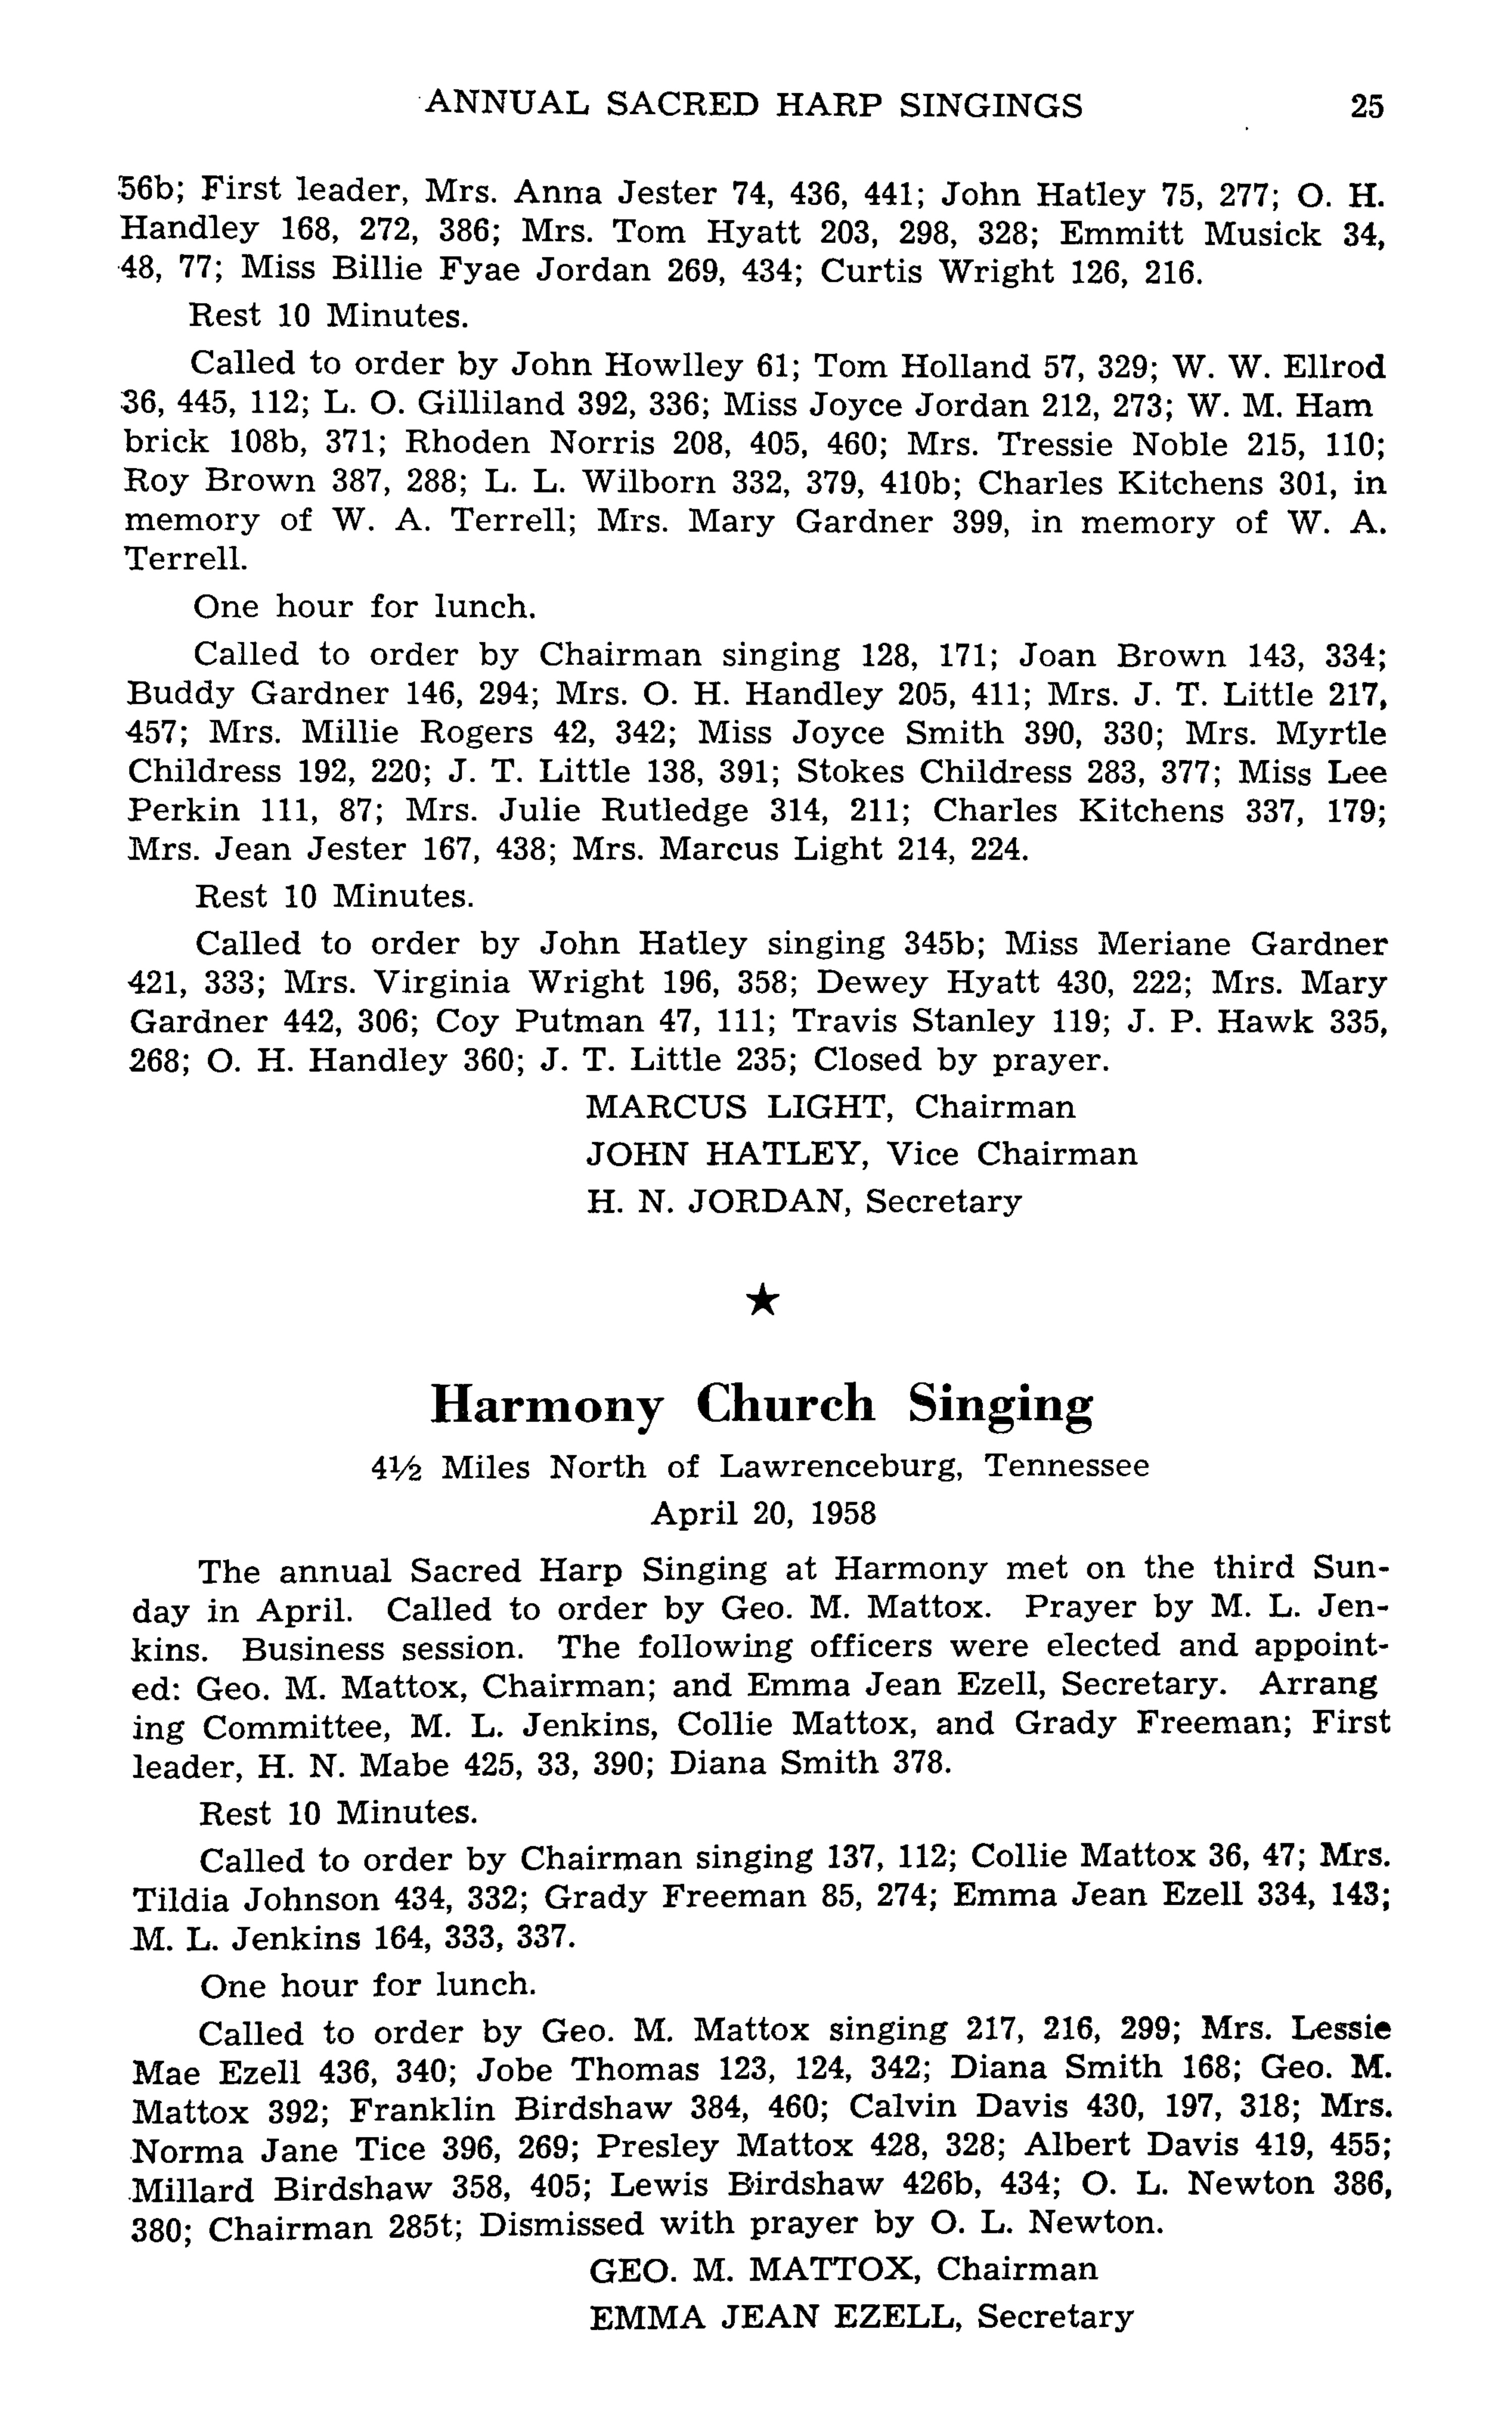 ANNUAL SACRED HARP SINGINGS 25
56b; First leader, Mrs. Anna Jester 74, 436, 441; John Hatley 75, 277; O. H.
Handley 168, 272, 386; Mrs. Tom Hyatt 203, 298, 328; Emmitt Musick 34,
48, 77; Miss Billie Fyae Jordan 269, 434; Curtis Wright 126, 216.
Rest 10 Minutes.
Called to order by John Howlley 61; Tom Holland 57, 329; W. W. Ellrod
36, 445, 112; L. O. Gilliland 392, 336; Miss Joyce Jordan 212, 273; W. M. Ham
brick 108b, 371; Rhoden Norris 208, 405, 460; Mrs. Tressie Noble 215, 110;
Roy Brown 387, 288; L. L. Wilborn 332, 379, 410b; Charles Kitchens 301, in
memory of W. A. Terrell; Mrs. Mary Gardner 399, in memory of W. A.
Terrell.
One hour for lunch.
Called to order by Chairman singing 128, 171; Joan Brown 143, 334;
Buddy Gardner 146, 294; Mrs. O. H. Handley 205, 411; Mrs. J. T. Little 217,
457; Mrs. Millie Rogers 42, 342; Miss Joyce Smith 390, 330; Mrs. Myrtle
Childress 192, 220; J. T. Little 138, 391; Stokes Childress 283, 377; Miss Lee
Perkin 111, 87; Mrs. Julie Rutledge 314, 211; Charles Kitchens 337, 179;
Mrs. Jean Jester 167, 438; Mrs. Marcus Light 214, 224.
Rest 10 Minutes.
Called to order by John Hatley singing 345b; Miss Meriane Gardner
421, 333; Mrs. Virginia Wright 196, 358; Dewey Hyatt 430, 222; Mrs. Mary
Gardner 442, 306; Coy Putman 47, 111; Travis Stanley 119; J. P. Hawk 335,
268; O. H. Handley 360; J. T. Little 235; Closed by prayer.
MARCUS LIGHT, Chairman
JOHN HATLEY, Vice Chairman
H. N. JORDAN, Secretary
★
Harmony Church Singing
4½ Miles North of Lawrenceburg, Tennessee
April 20, 1958
The annual Sacred Harp Singing at Harmony met on the third Sun-
day in April. Called to order by Geo. M. Mattox. Prayer by M. L. Jen-
kins. Business session. The following officers were elected and appoint-
ed: Geo. M. Mattox, Chairman; and Emma Jean Ezell, Secretary. Arrang
ing Committee, M. L. Jenkins, Collie Mattox, and Grady Freeman; First
leader, H. N. Mabe 425, 33, 390; Diana Smith 378.
Rest 10 Minutes.
Called to order by Chairman singing 137, 112; Collie Mattox 36, 47; Mrs.
Tildia Johnson 434, 332; Grady Freeman 85, 274; Emma Jean Ezell 334, 143;
M. L. Jenkins 164, 333, 337.
One hour for lunch.
Called to order by Geo. M. Mattox singing 217, 216, 299; Mrs. Lessie
Mae Ezell 436, 340; Jobe Thomas 123, 124, 342; Diana Smith 168; Geo. M.
Mattox 392; Franklin Birdshaw 384, 460; Calvin Davis 430, 197, 318; Mrs.
Norma Jane Tice 396, 269; Presley Mattox 428, 328; Albert Davis 419, 455;
Millard Birdshaw 358, 405; Lewis Birdshaw 426b, 434; O. L. Newton 386,
380; Chairman 285t; Dismissed with prayer by O. L. Newton.
GEO. M. MATTOX, Chairman
EMMA JEAN EZELL, Secretary